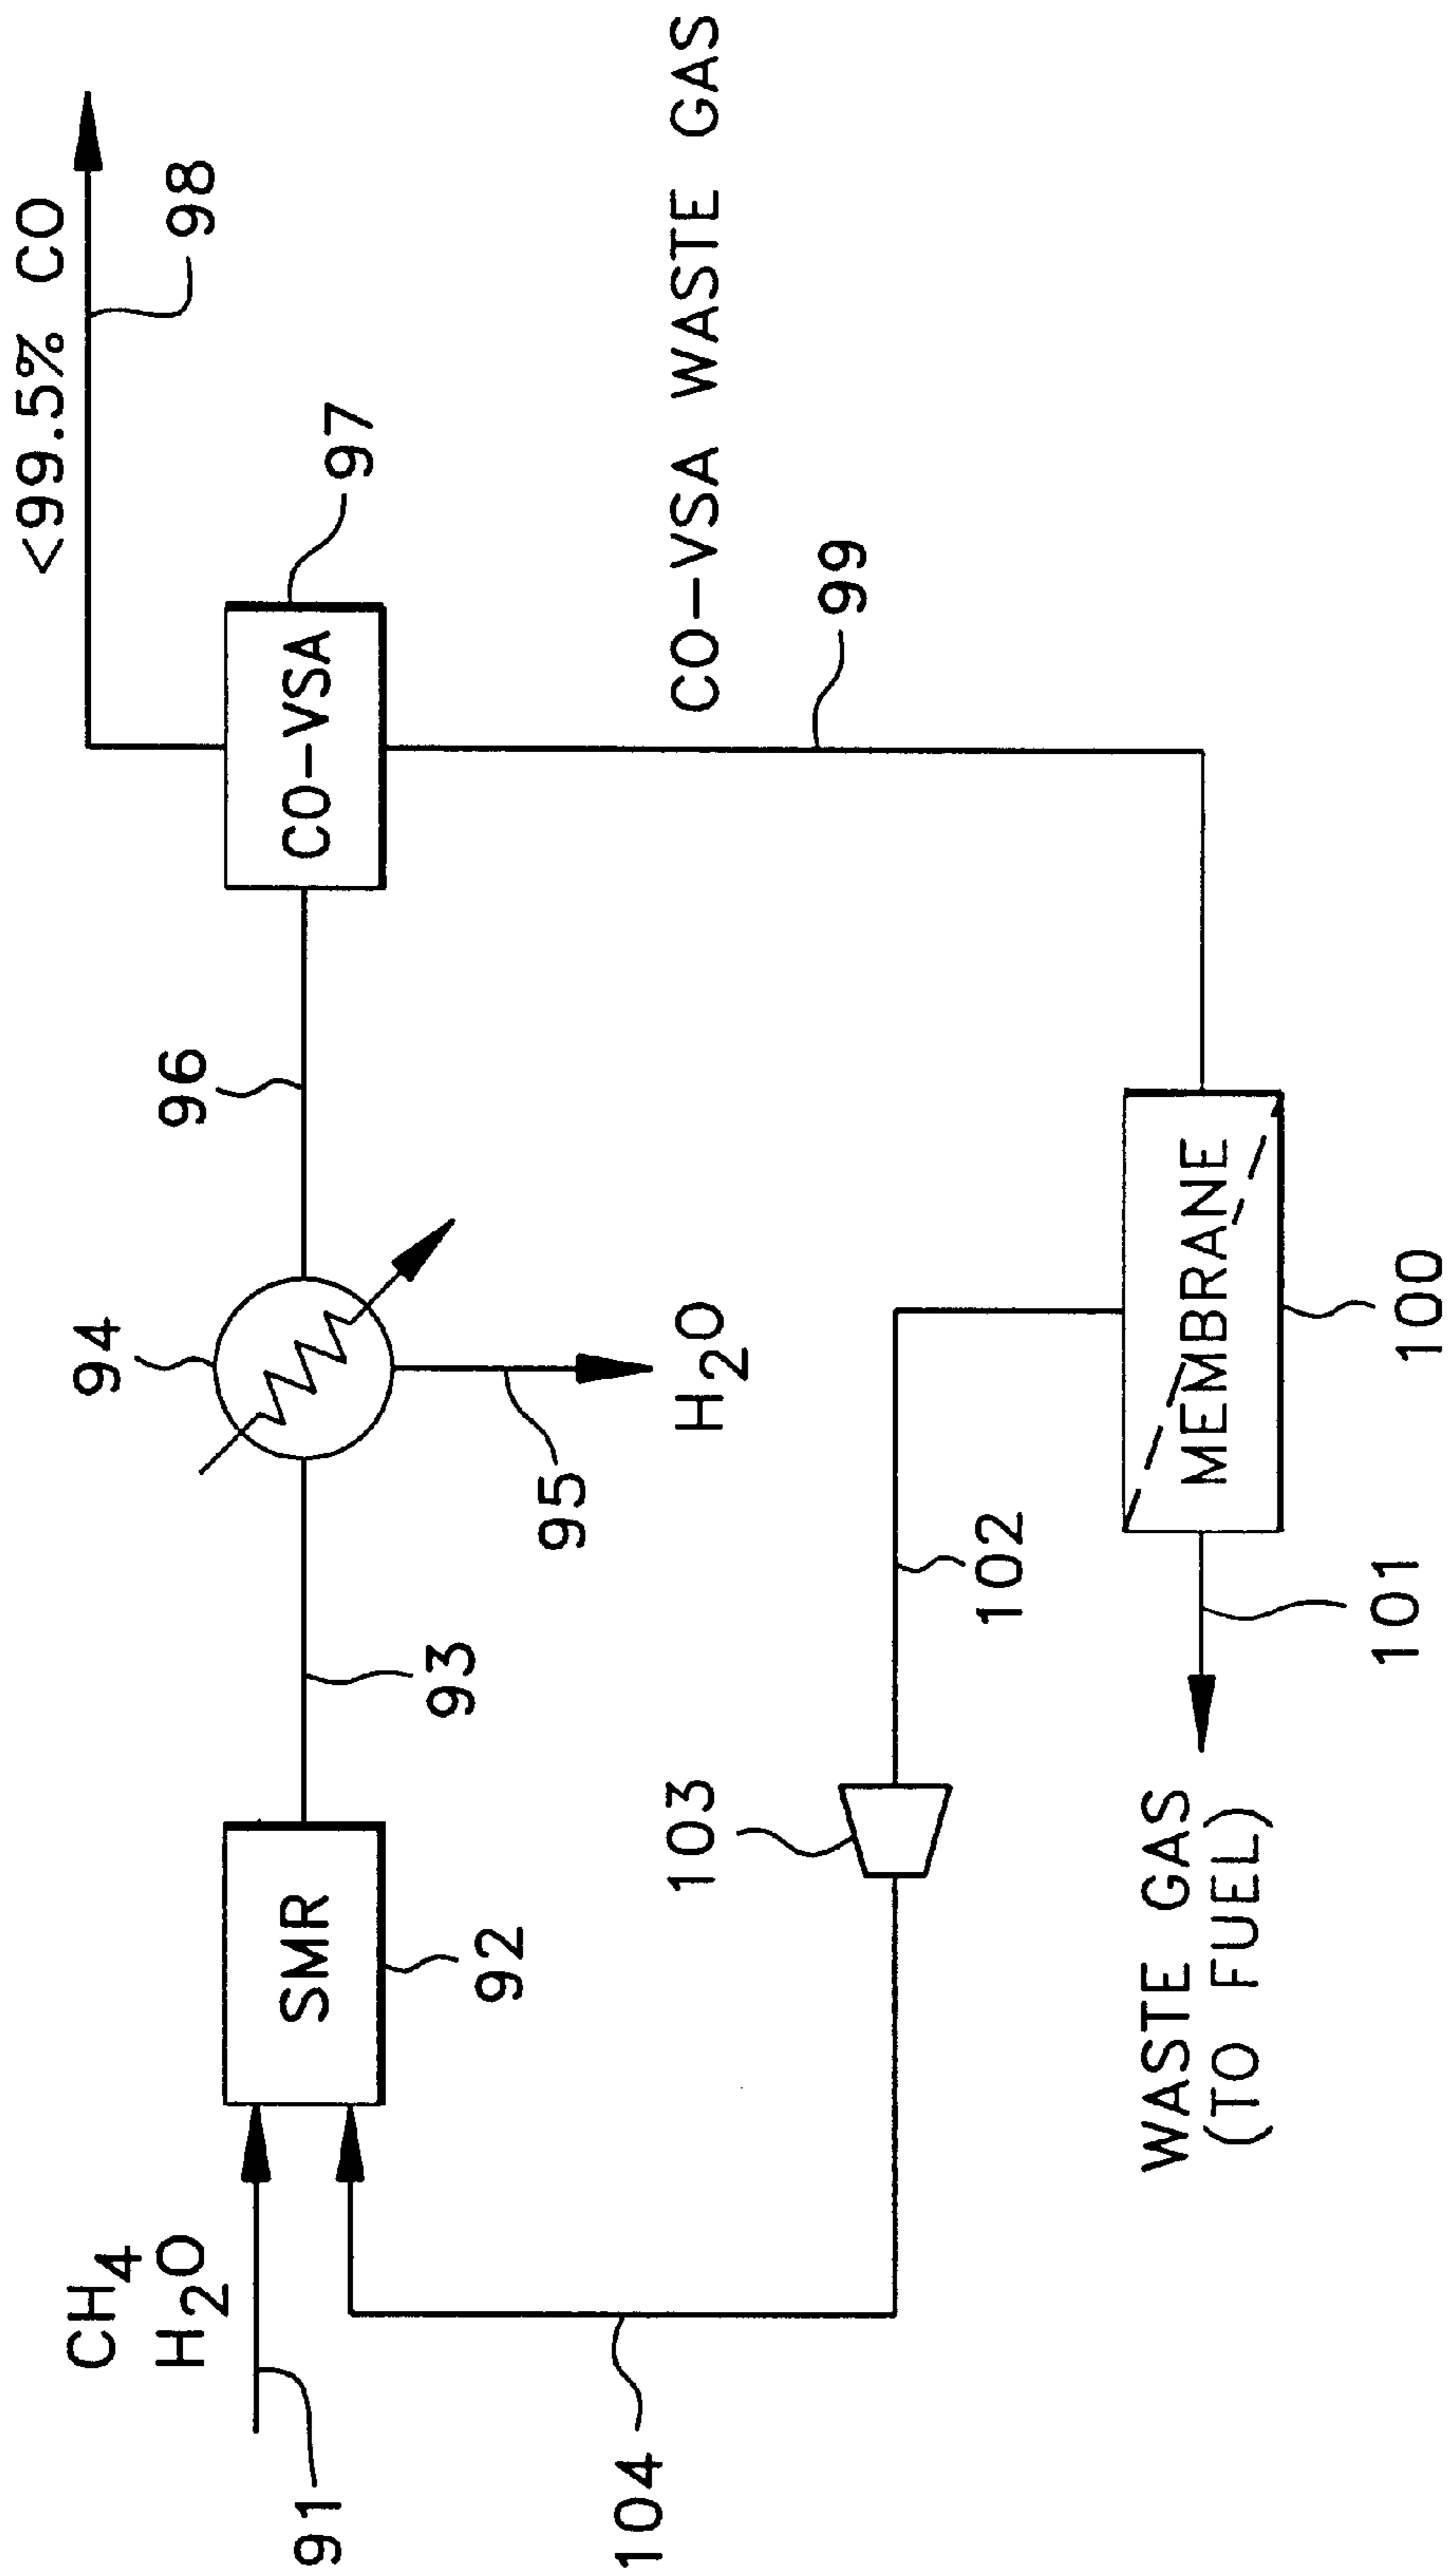 <99.5% CO
98
CH4
H2O
91
SMR
92
93
94
95
H2O
96
CO-VSA
97
CO-VSA WASTE GAS
99
104
103
102
MEMBRANE
100
101
WASTE GAS
(TO FUEL)